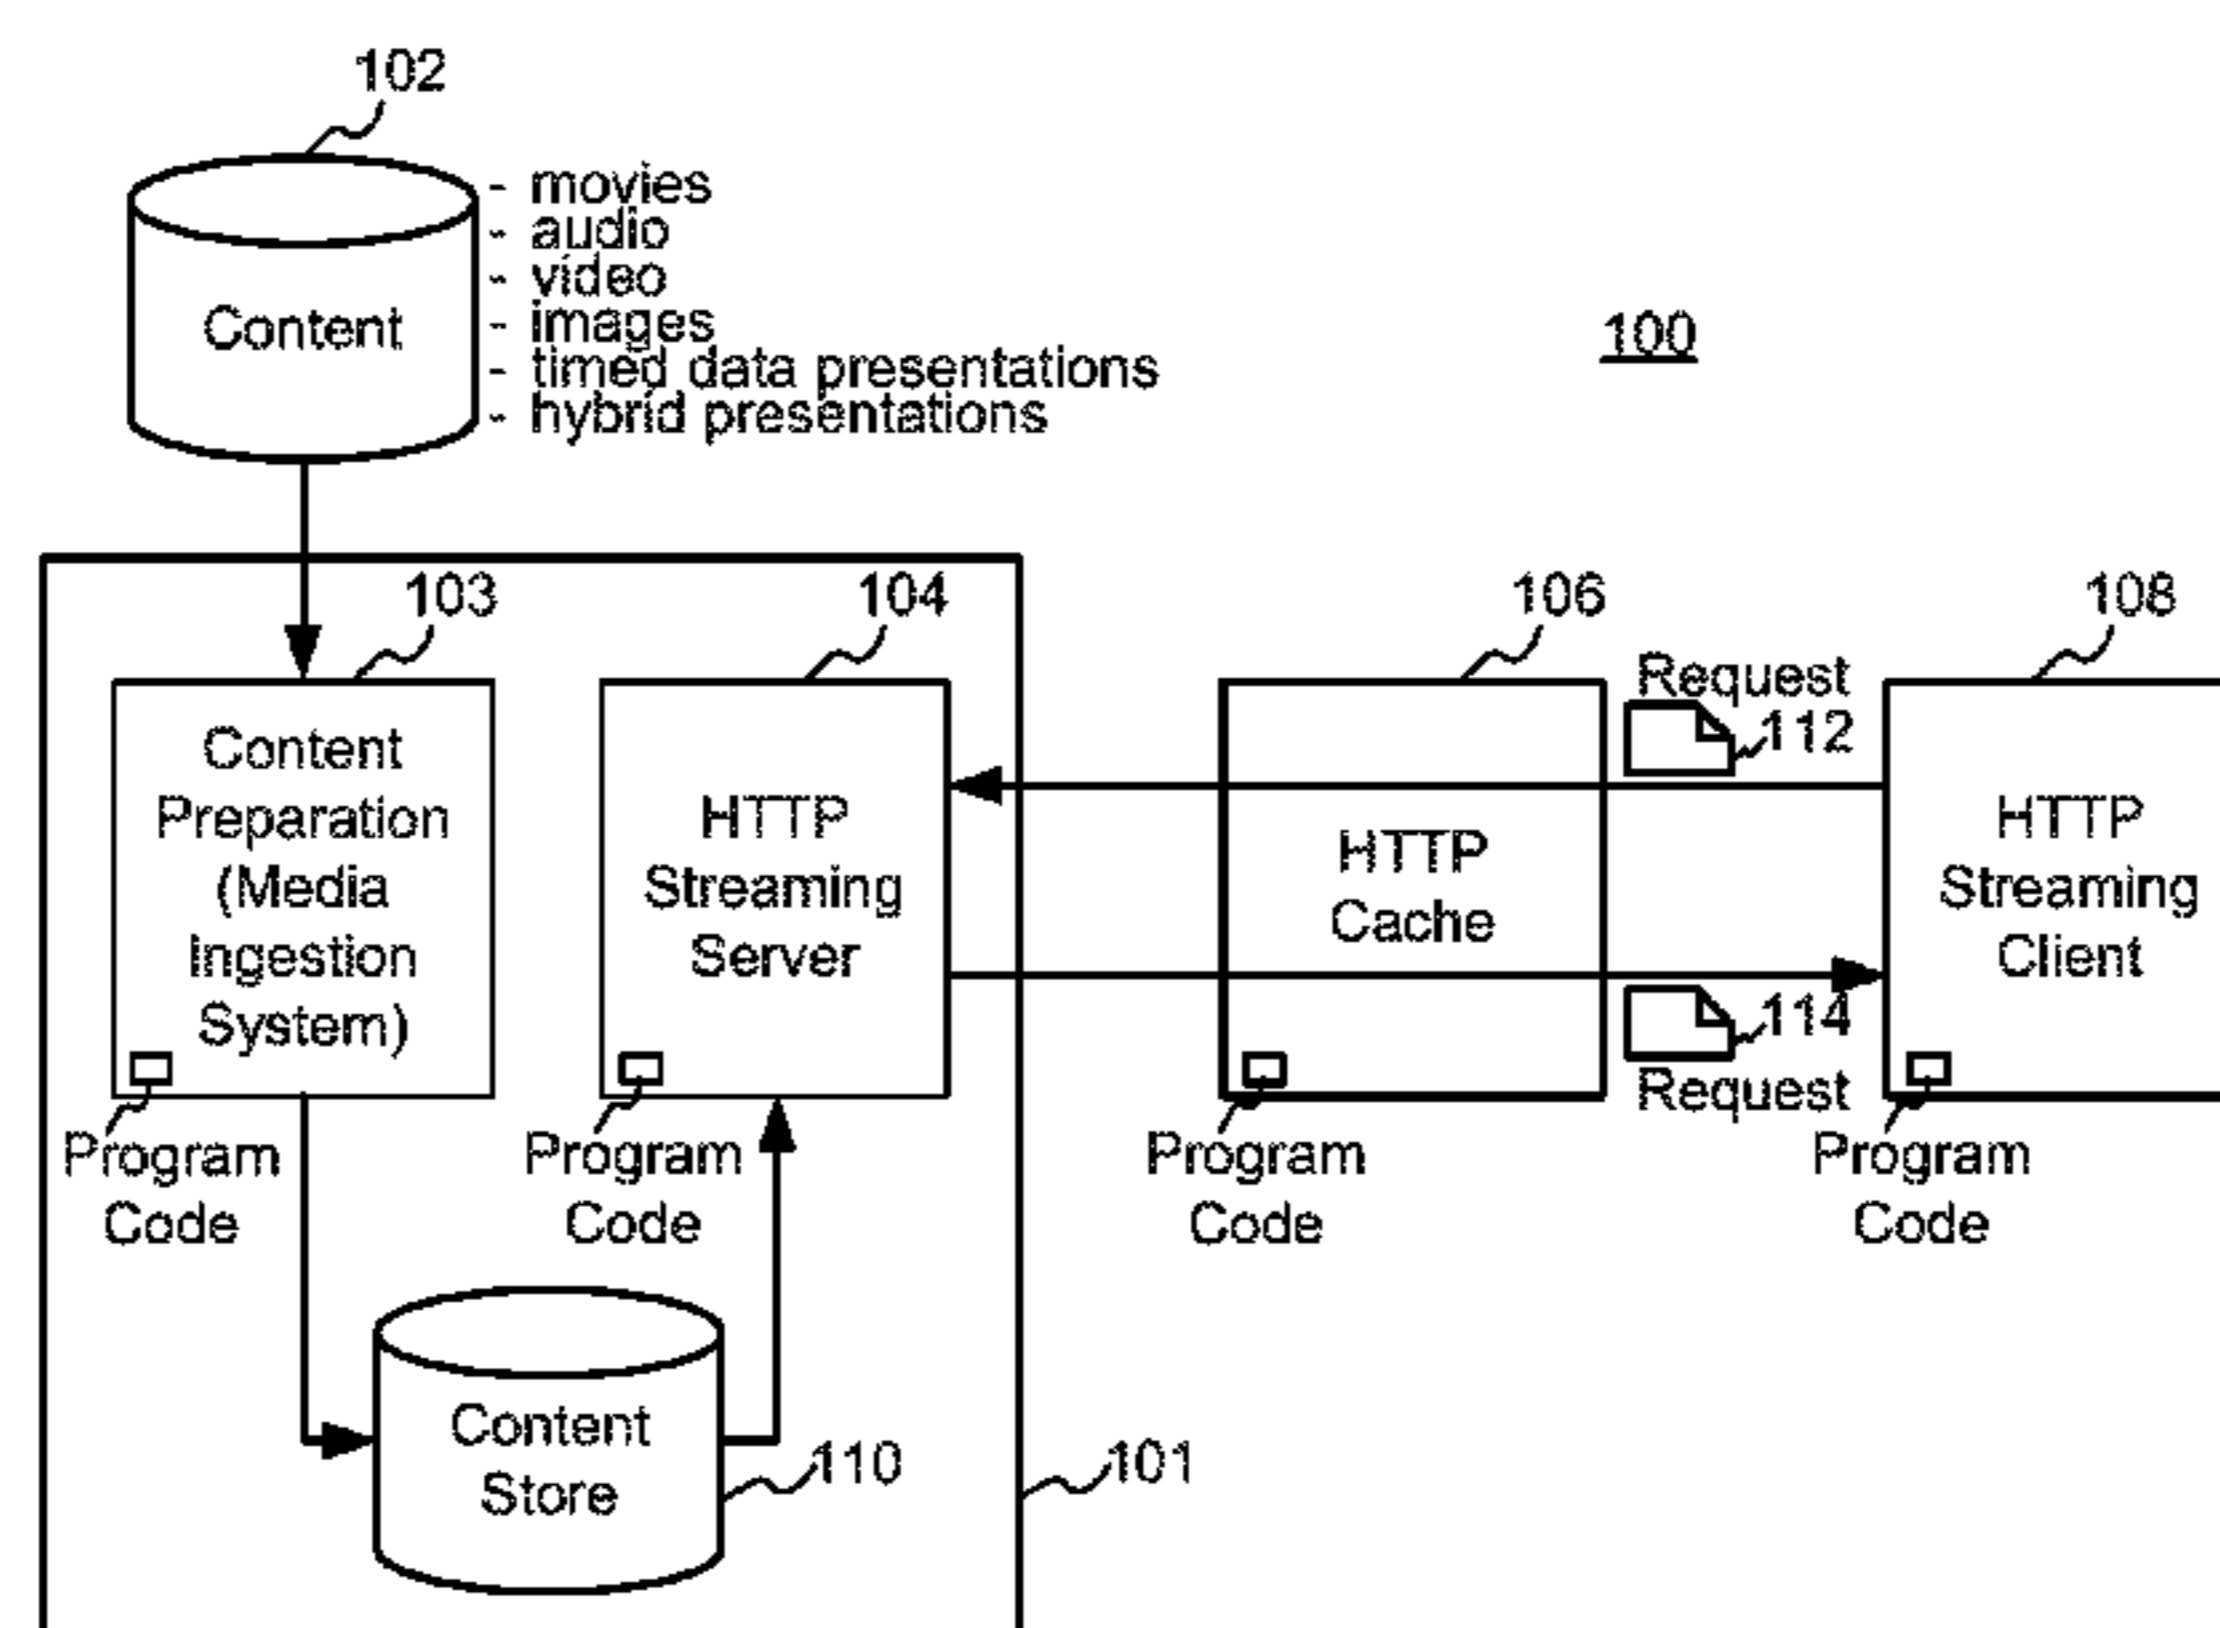 102
- movies
- audio
- video
- images
- timed data presentations
- hybrid presentations
Content
100
103
104
106
108
Content
Preparation
(Media
Ingestion
System)
HTTP
Streaming
Server
HTTP
Cache
Request
112
114
Request
HTTP
Streaming
Client
Program
Code
Program
Code
Program
Code
Program
Code
Content
Store
110
101